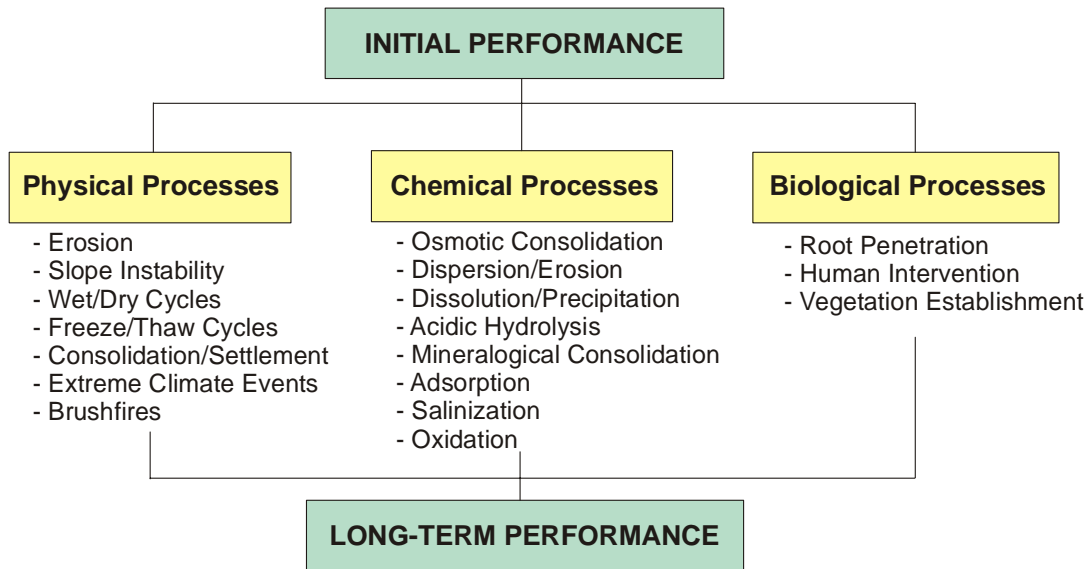 INITIAL PERFORMANCE
Physical Processes
- Erosion
- Slope Instability
- Wet/Dry Cycles
- Freeze/Thaw Cycles
- Consolidation/Settlement
- Extreme Climate Events
- Brushfires
Chemical Processes
- Osmotic Consolidation
- Dispersion/Erosion
- Dissolution/Precipitation
- Acidic Hydrolysis
- Mineralogical Consolidation
- Adsorption
- Salinization
- Oxidation
Biological Processes
- Root Penetration
- Human Intervention
- Vegetation Establishment
LONG-TERM PERFORMANCE